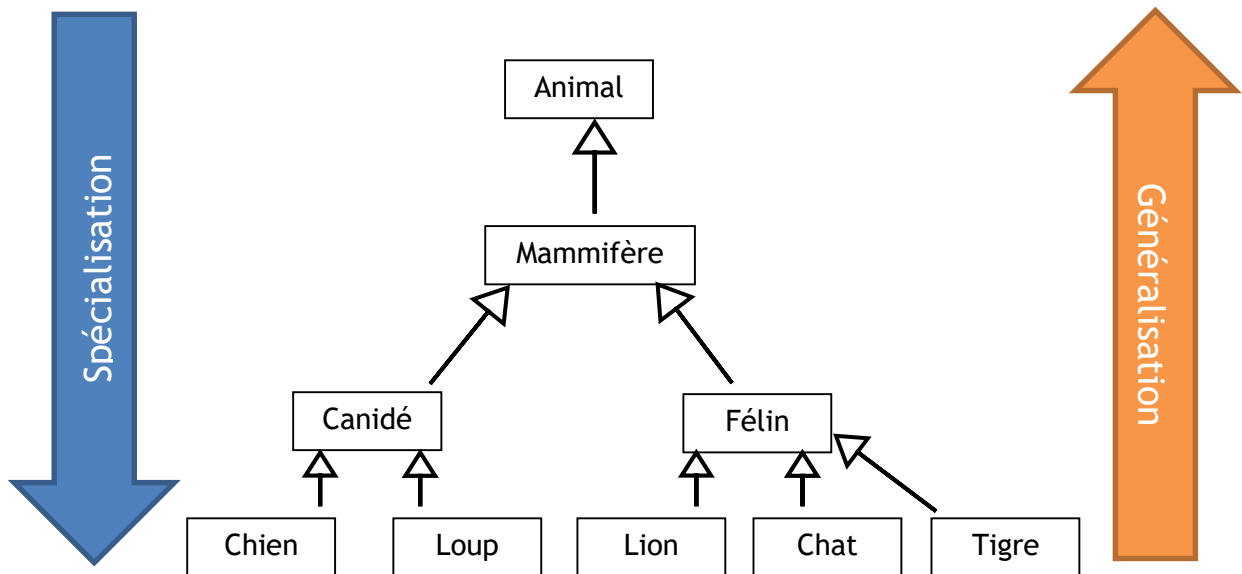 Spécialisation
Animal
Généralisation
Mammifère
Canidé
Félin
Chien
Loup
Lion
Chat
Tigre